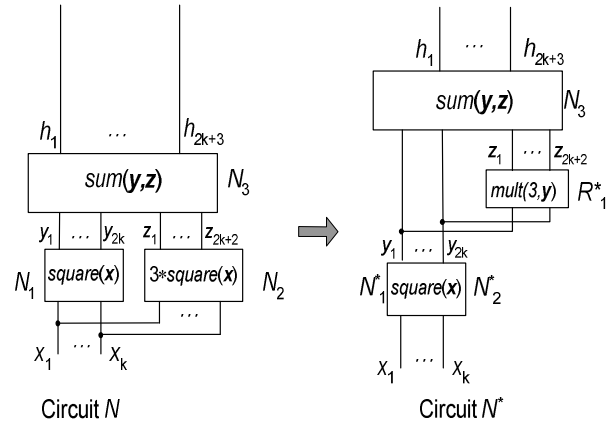 h1 ... h2k+3
sum(y,z) N3
y1 ... y2k z1 ... z2k+2
N1 square(x) 3*square(x) N2
...
x1 ... xk
Circuit N
h1 ... h2k+3
sum(y,z) N3
z1 ... z2k+2
mult(3,y) R*1
y1 ... y2k
N*1 square(x) N*2
x1 ... xk
Circuit N*